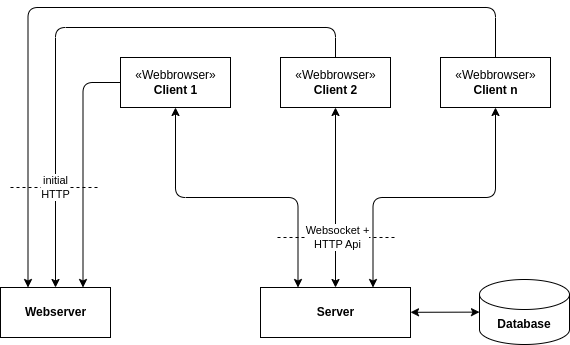 «Webbrowser»
Client 1
«Webbrowser»
Client 2
«Webbrowser»
Client n
initial
HTTP
Websocket +
HTTP Api
Webserver
Server
Database